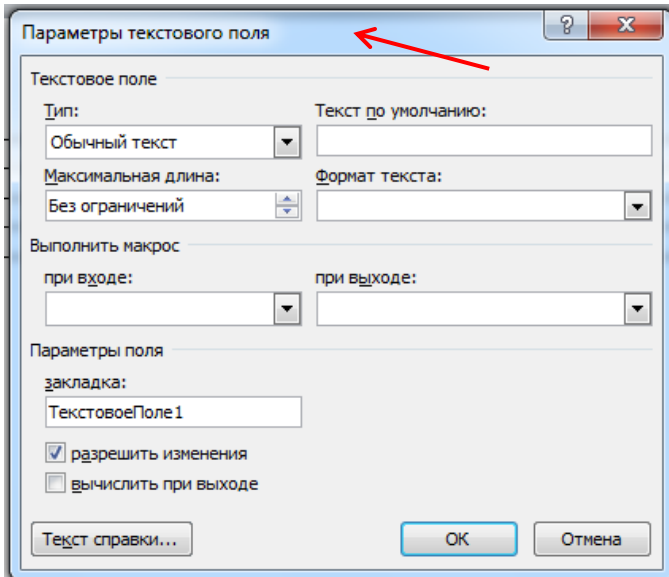 Параметры текстового поля
Текстовое поле
Тип: Текст по умолчанию:
Обычный текст
Максимальная длина: Формат текста:
Без ограничений
Выполнить макрос
при входе: при выходе:
Параметры поля
закладка:
ТекстовоеПоле1
разрешить изменения
вычислить при выходе
Текст справки... ОК Отмена